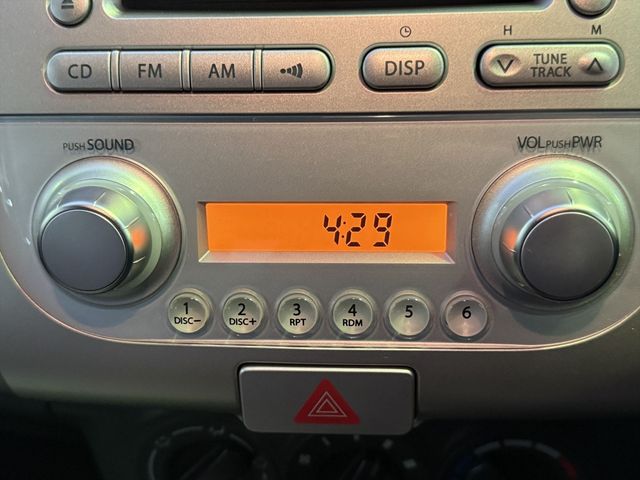 H M
CD FM AM DISP TUNE
TRACK
PUSH SOUND VOL PUSH PWR
4:29
1 2 3 4 5 6
DISC− DISC+ RPT RDM